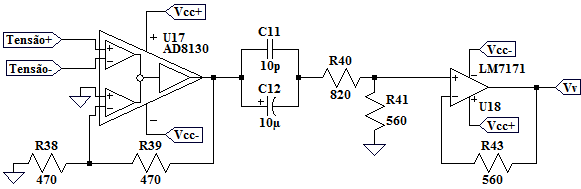 Vcc+
U17
AD8130
Tensão+
Tensão-
+
-
+
-
+
-
Vcc-
R38
470
R39
470
C11
10p
C12
+
10µ
R40
820
R41
560
Vcc-
LM7171
+
-
-
+
U18
Vcc+
Vv
R43
560